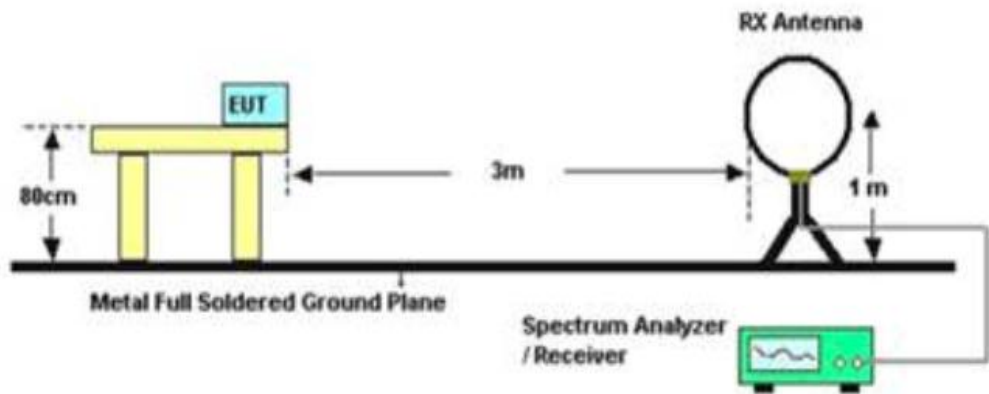 RX Antenna
EUT
3m
80cm
1 m
Metal Full Soldered Ground Plane
Spectrum Analyzer
/ Receiver